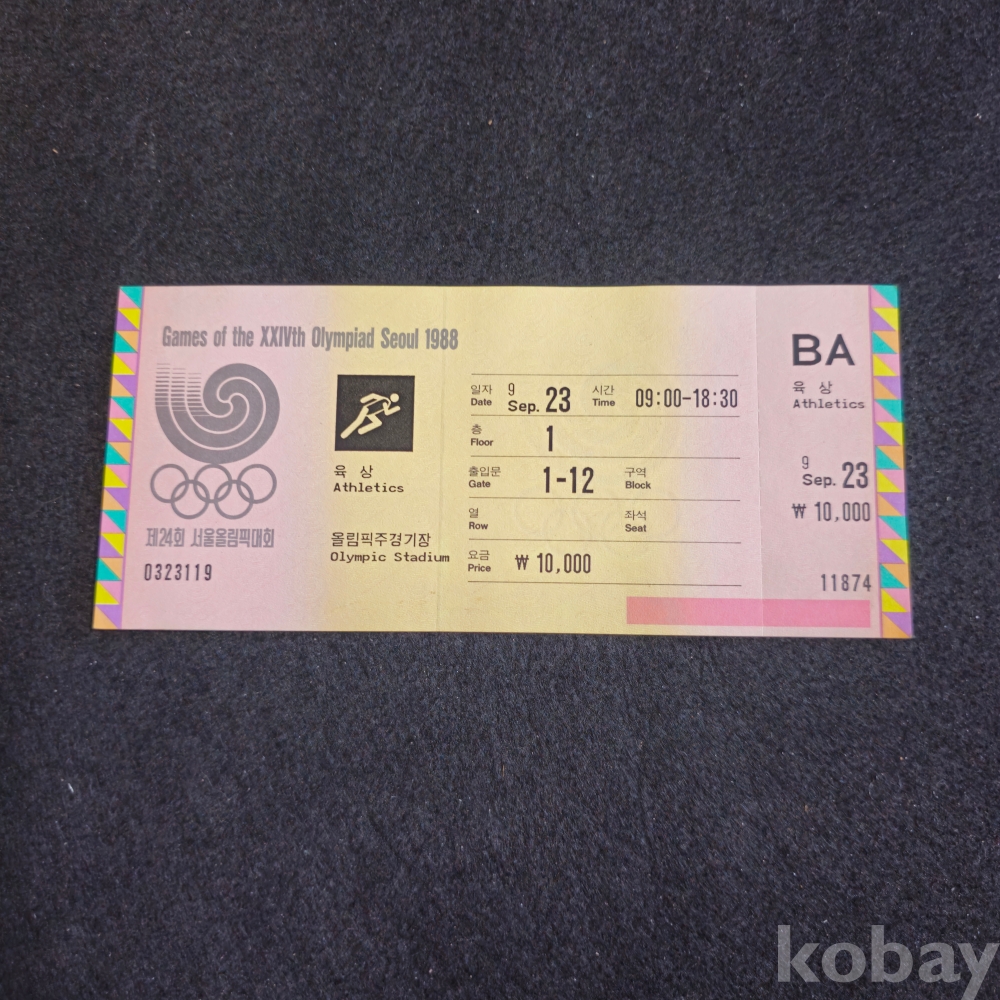 Games of the XXIVth Olympiad Seoul 1988
제24회 서울올림픽대회
0323119
육 상
Athletics
올림픽주경기장
Olympic Stadium
일자 9 시간
Date Sep. 23 Time 09:00-18:30
층
Floor 1
출입문 구역
Gate 1-12 Block
열 좌석
Row Seat
요금
Price ₩ 10,000
BA
육 상
Athletics
9
Sep. 23
₩ 10,000
11874
kobay